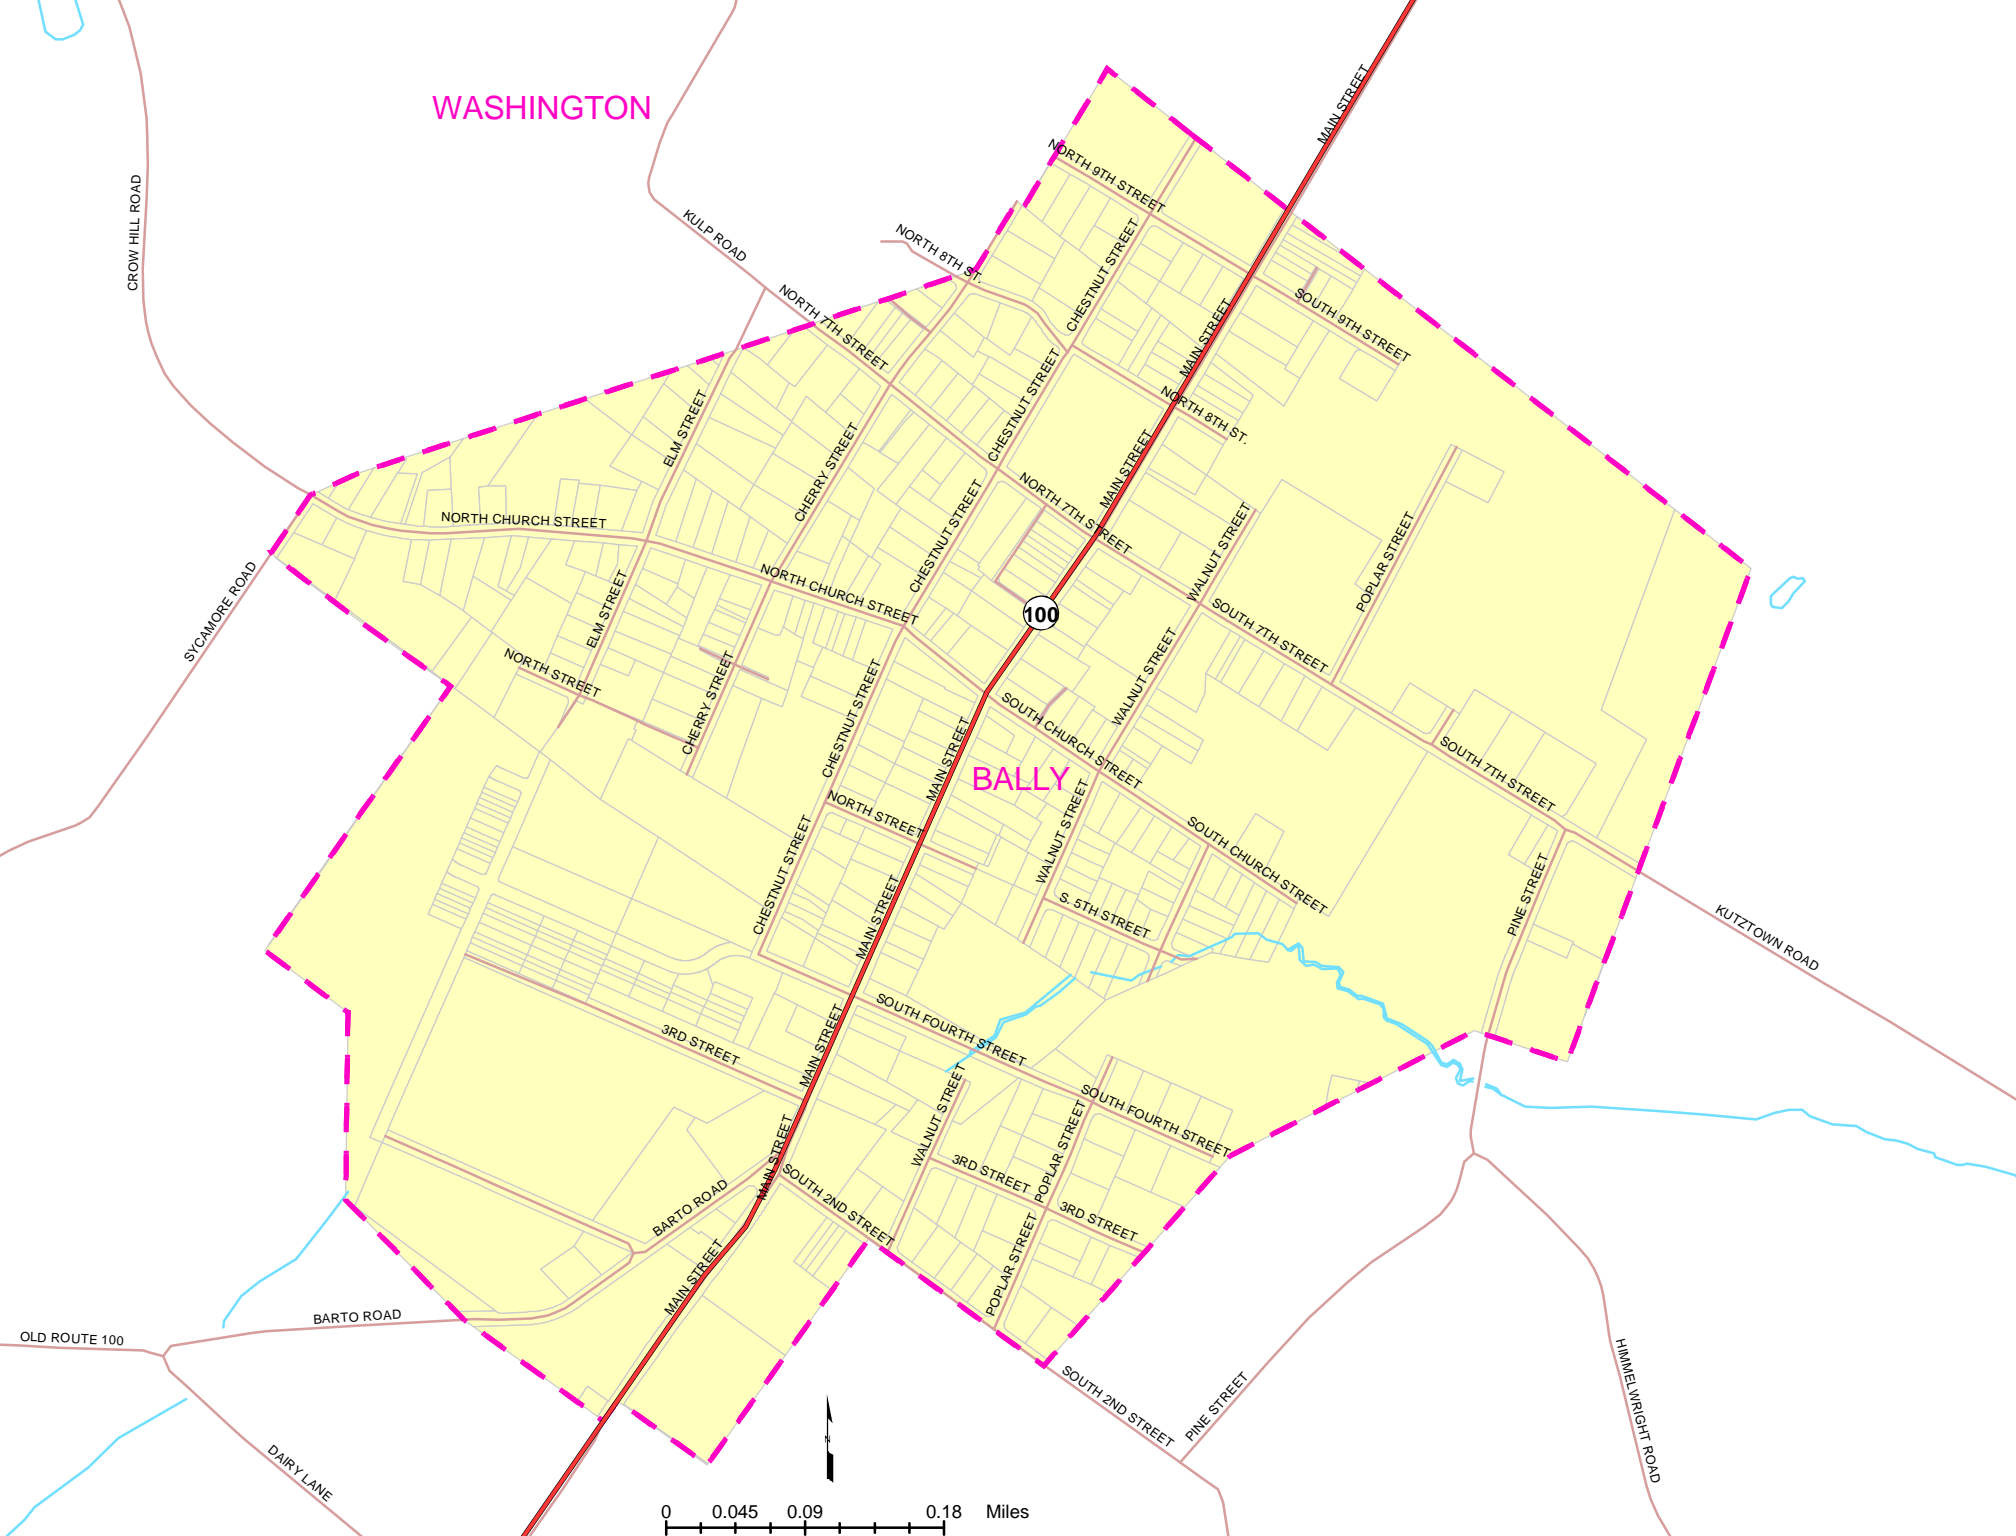 MAIN STREET
WASHINGTON
NORTH 9TH STREET
CROW HILL ROAD
KULP ROAD
NORTH 8TH ST.
CHESTNUT STREET
NORTH 7TH STREET
MAIN STREET
SOUTH 9TH STREET
ELM STREET
CHERRY STREET
CHESTNUT STREET
NORTH 8TH ST.
MAIN STREET
NORTH CHURCH STREET
CHESTNUT STREET
NORTH 7TH STREET
WALNUT STREET
POPLAR STREET
SYCAMORE ROAD
ELM STREET
NORTH CHURCH STREET
100
SOUTH 7TH STREET
NORTH STREET
CHERRY STREET
CHESTNUT STREET
WALNUT STREET
SOUTH CHURCH STREET
MAIN STREET
BALLY
SOUTH 7TH STREET
NORTH STREET
WALNUT STREET
SOUTH CHURCH STREET
CHESTNUT STREET
MAIN STREET
S. 5TH STREET
PINE STREET
KUTZTOWN ROAD
SOUTH FOURTH STREET
3RD STREET
MAIN STREET
WALNUT STREET
SOUTH FOURTH STREET
MAIN STREET
SOUTH 2ND STREET
3RD STREET
POPLAR STREET
BARTO ROAD
3RD STREET
MAIN STREET
POPLAR STREET
BARTO ROAD
OLD ROUTE 100
SOUTH 2ND STREET
PINE STREET
HIMMELWRIGHT ROAD
DAIRY LANE
N
0 0.045 0.09 0.18 Miles